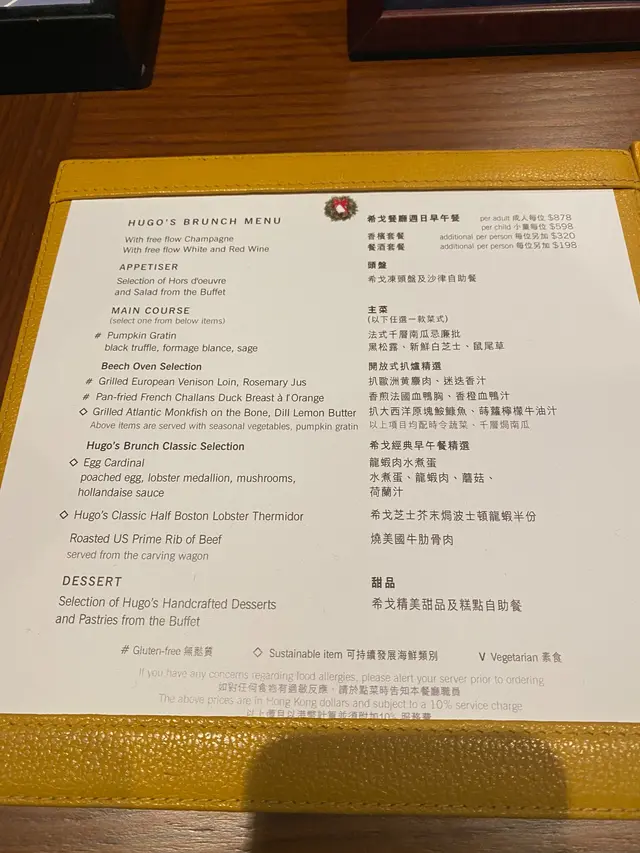 HUGO'S BRUNCH MENU
希戈餐廳週日早午餐
per adult 成人每位 $878
per child 小童每位 $598
With free flow Champagne
香檳套餐
additional per person 每位另加 $320
With free flow White and Red Wine
餐酒套餐
additional per person 每位另加 $198
APPETISER
頭盤
Selection of Hors d'oeuvre
and Salad from the Buffet
希戈凍頭盤及沙律自助餐
MAIN COURSE
(select one from below items)
主菜
(以下任選一款菜式)
# Pumpkin Gratin
black truffle, formage blance, sage
法式千層南瓜忌廉批
黑松露、新鮮白芝士、鼠尾草
Beech Oven Selection
開放式扒爐精選
# Grilled European Venison Loin, Rosemary Jus
扒歐洲黄麖肉、迷迭香汁
# Pan-fried French Challans Duck Breast à l'Orange
香煎法國血鴨胸、香橙血鴨汁
◇ Grilled Atlantic Monkfish on the Bone, Dill Lemon Butter
扒大西洋原塊鮟鱇魚、蒔蘿檸檬牛油汁
Above items are served with seasonal vegetables, pumpkin gratin
以上項目均配時令蔬菜、千層焗南瓜
Hugo's Brunch Classic Selection
希戈經典早午餐精選
◇ Egg Cardinal
poached egg, lobster medallion, mushrooms,
hollandaise sauce
龍蝦肉水煮蛋
水煮蛋、龍蝦肉、蘑菇、
荷蘭汁
◇ Hugo's Classic Half Boston Lobster Thermidor
希戈芝士芥末焗波士頓龍蝦半份
Roasted US Prime Rib of Beef
served from the carving wagon
燒美國牛肋骨肉
DESSERT
甜品
Selection of Hugo's Handcrafted Desserts
and Pastries from the Buffet
希戈精美甜品及糕點自助餐
# Gluten-free 無麩質
◇ Sustainable item 可持續發展海鮮類別
V Vegetarian 素食
If you have any concerns regarding food allergies, please alert your server prior to ordering
如對任何食物有過敏反應，請於點菜時告知本餐廳職員
The above prices are in Hong Kong dollars and subject to a 10% service charge
以上價目以港幣計算並須附加10% 服務費